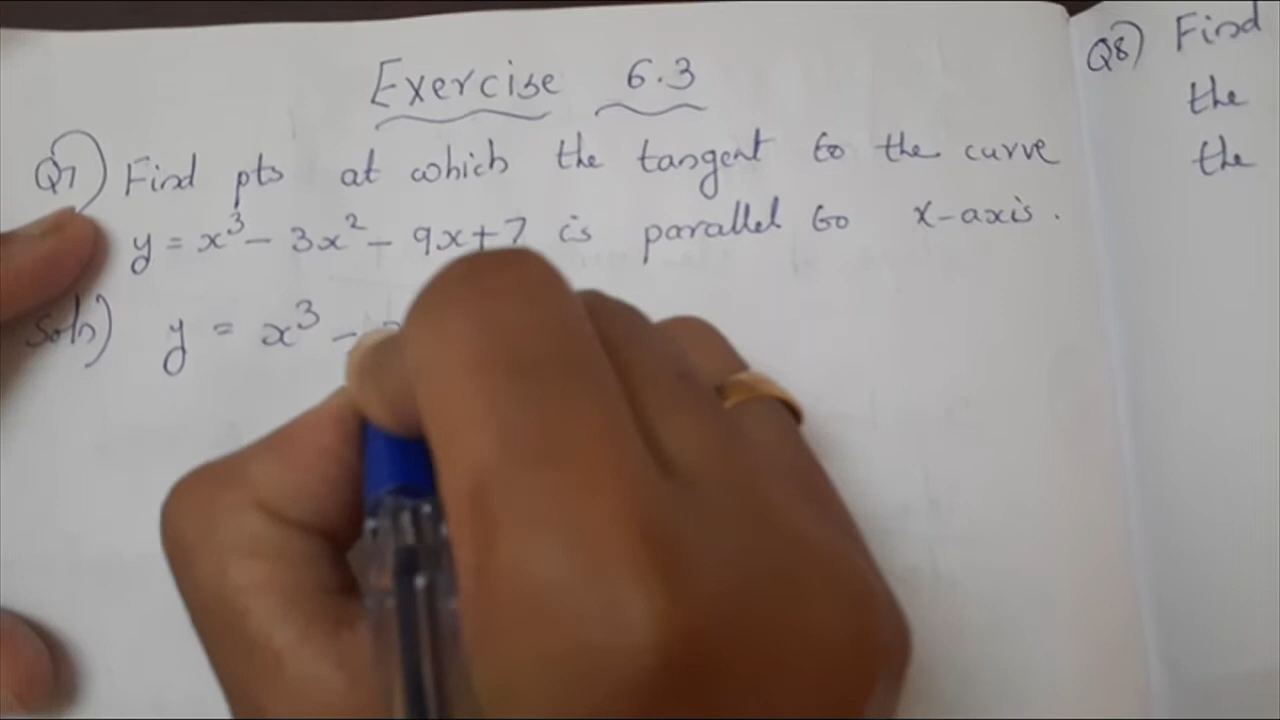 Exercise 6.3
Q7) Find pts at which the tangent to the curve
y = x³ - 3x² - 9x + 7 is parallel to x-axis.
Soln) y = x³ -
Q8) Find
the
the